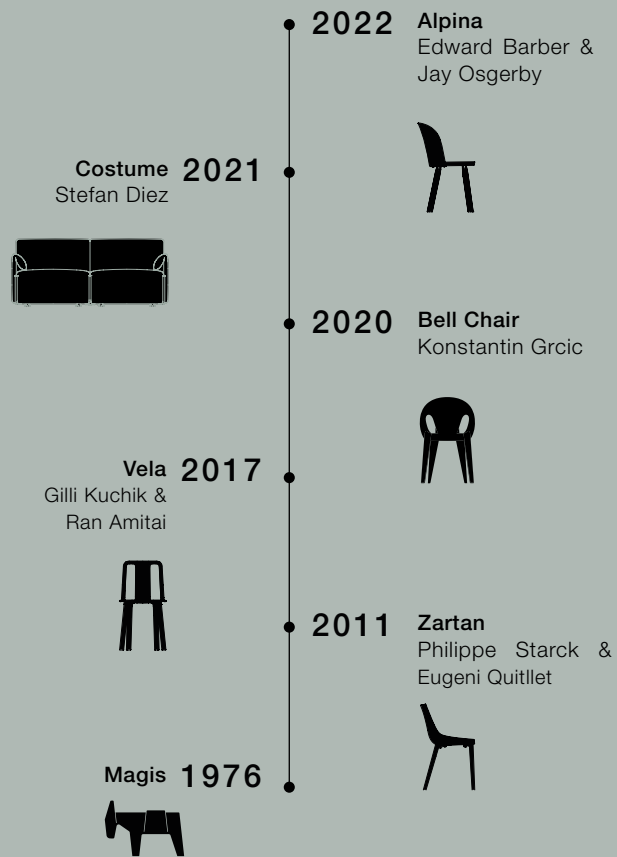 2022 Alpina
Edward Barber &
Jay Osgerby
Costume 2021
Stefan Diez
2020 Bell Chair
Konstantin Grcic
Vela 2017
Gilli Kuchik &
Ran Amitai
2011 Zartan
Philippe Starck &
Eugeni Quitllet
Magis 1976